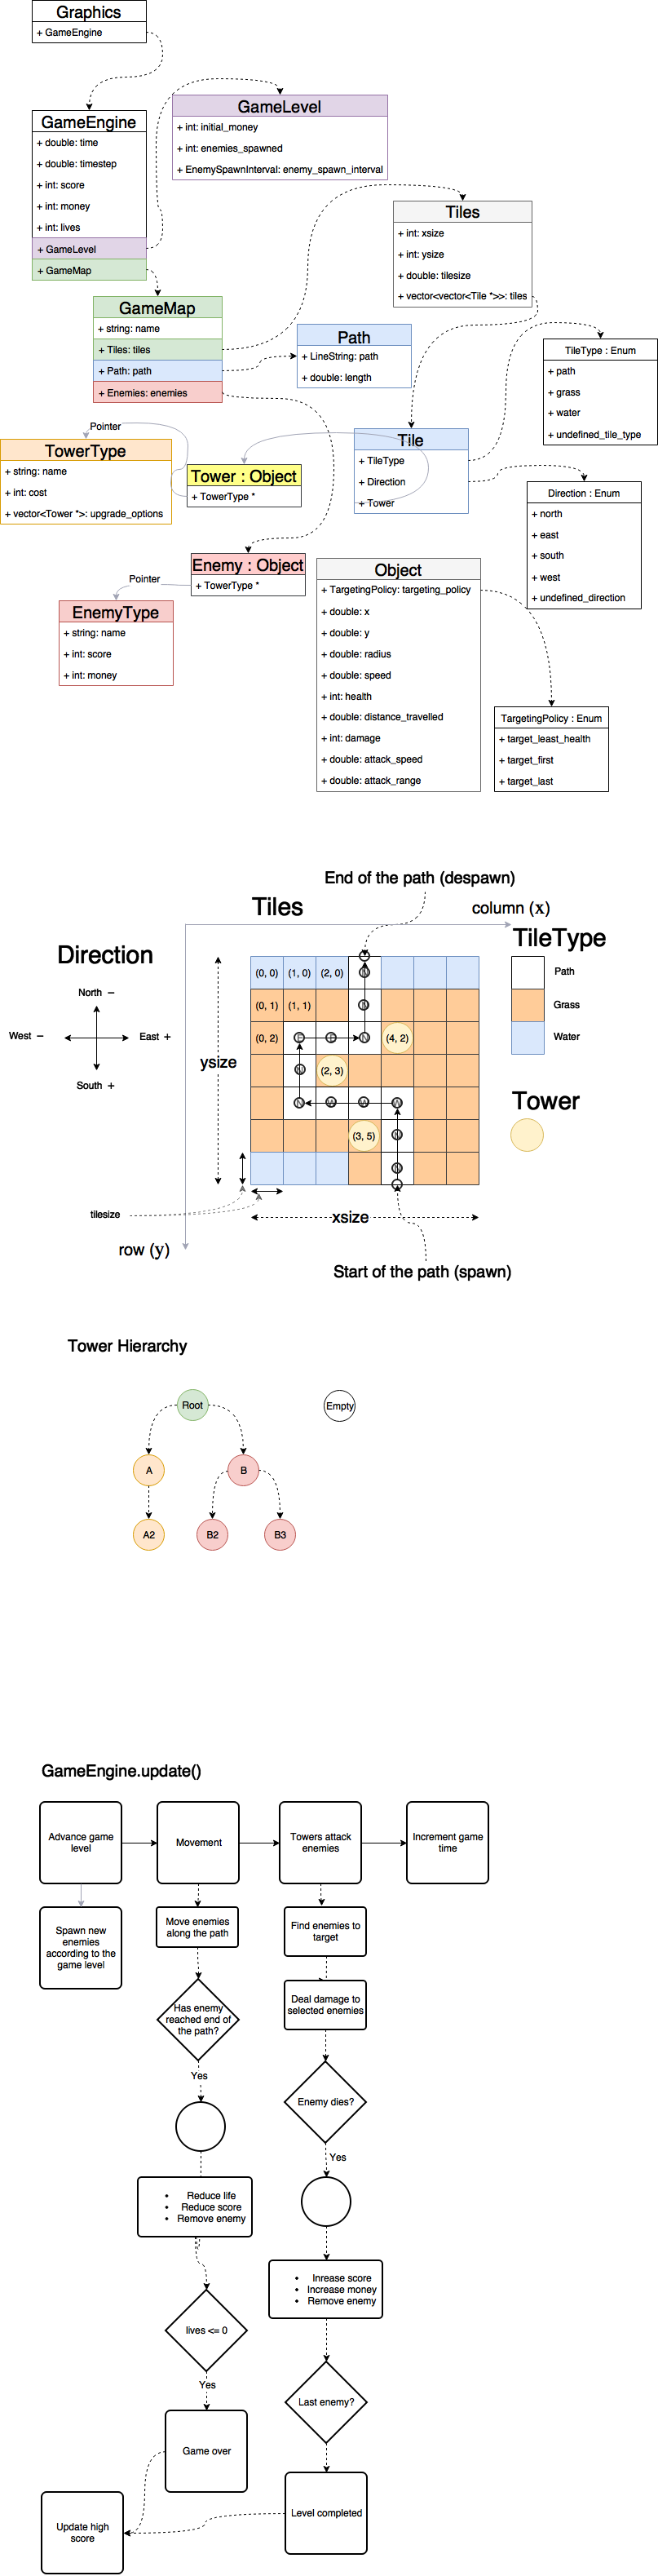 Graphics
+ GameEngine
GameEngine
+ double: time
+ double: timestep
+ int: score
+ int: money
+ int: lives
+ GameLevel
+ GameMap
GameLevel
+ int: initial_money
+ int: enemies_spawned
+ EnemySpawnInterval: enemy_spawn_interval
Tiles
+ int: xsize
+ int: ysize
+ double: tilesize
+ vector<vector<Tile *>>: tiles
GameMap
+ string: name
+ Tiles: tiles
+ Path: path
+ Enemies: enemies
Path
+ LineString: path
+ double: length
TileType : Enum
+ path
+ grass
+ water
+ undefined_tile_type
Pointer
TowerType
+ string: name
+ int: cost
+ vector<Tower *>: upgrade_options
Tower : Object
+ TowerType *
Tile
+ TileType
+ Direction
+ Tower
Direction : Enum
+ north
+ east
+ south
+ west
+ undefined_direction
Enemy : Object
+ TowerType *
Pointer
EnemyType
+ string: name
+ int: score
+ int: money
Object
+ TargetingPolicy: targeting_policy
+ double: x
+ double: y
+ double: radius
+ double: speed
+ int: health
+ double: distance_travelled
+ int: damage
+ double: attack_speed
+ double: attack_range
TargetingPolicy : Enum
+ target_least_health
+ target_first
+ target_last
End of the path (despawn)
Tiles
column (x)
TileType
Path
Grass
Water
Direction
North −
West −
East +
South +
ysize
(0, 0) (1, 0) (2, 0) N
(0, 1) (1, 1) N
(0, 2) E E N (4, 2)
N (2, 3)
N W W W
(3, 5) N
N
Tower
tilesize
xsize
row (y)
Start of the path (spawn)
Tower Hierarchy
Root
Empty
A
B
A2
B2
B3
GameEngine.update()
Advance game
level
Movement
Towers attack
enemies
Increment game
time
Spawn new
enemies
according to the
game level
Move enemies
along the path
Find enemies to
target
Has enemy
reached end of
the path?
Deal damage to
selected enemies
Yes
Enemy dies?
Yes
• Reduce life
• Reduce score
• Remove enemy
• Inrease score
• Increase money
• Remove enemy
lives <= 0
Yes
Last enemy?
Game over
Level completed
Update high
score